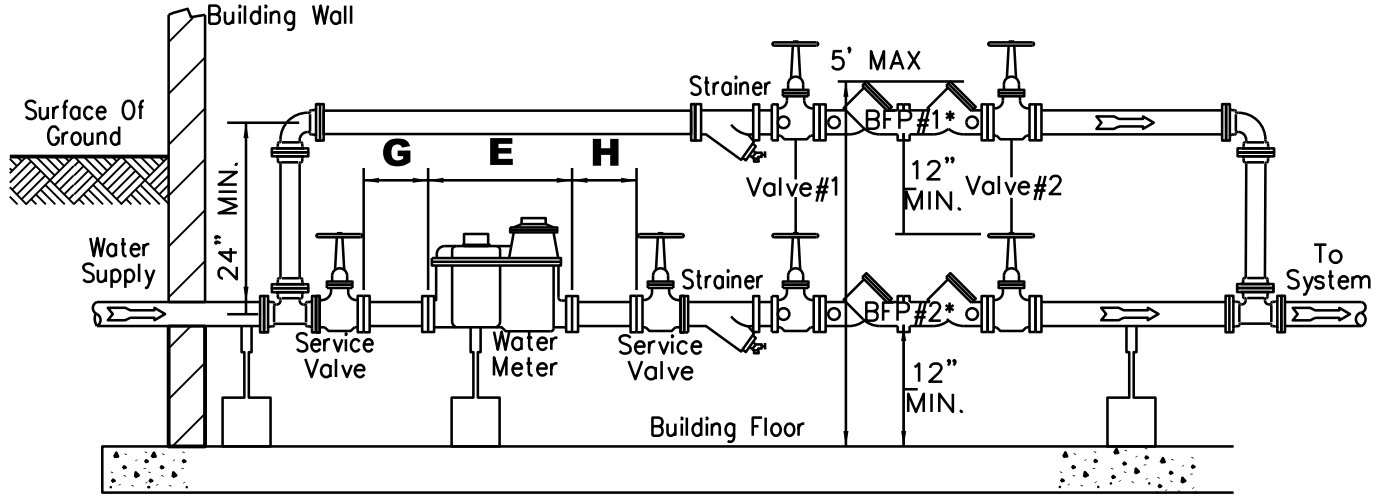 Building Wall
5' MAX
Strainer
Surface Of
Ground
BFP#1*
G
E
H
24" MIN.
12"
MIN.
Valve#1
Valve#2
Water
Supply
To
System
Strainer
BFP#2*
Service
Valve
Water
Meter
Service
Valve
12"
MIN.
Building Floor